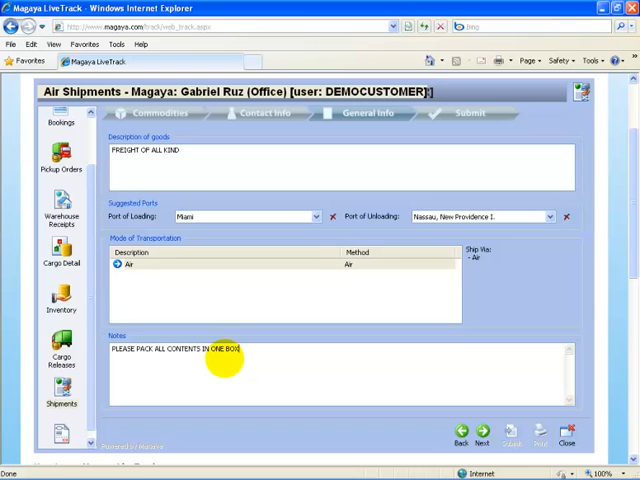 Magaya LiveTrack - Windows Internet Explorer
http://www.magaya.com/track/web_track.aspx
Bing
File Edit View Favorites Tools Help
Favorites Magaya LiveTrack
Page Safety Tools
Air Shipments - Magaya: Gabriel Ruz (Office) [user: DEMOCUSTOMER]
Commodities Contact Info General Info Submit
Bookings
Pickup Orders
Warehouse Receipts
Cargo Detail
Inventory
Cargo Releases
Shipments
Description of goods
FREIGHT OF ALL KIND
Suggested Ports
Port of Loading: Miami Port of Unloading: Nassau, New Providence I.
Mode of Transportation
Description Method
Air Air
Ship Via:
- Air
Notes
PLEASE PACK ALL CONTENTS IN ONE BOX
Back Next Submit Print Close
Powered by Magaya
Done Internet 100%